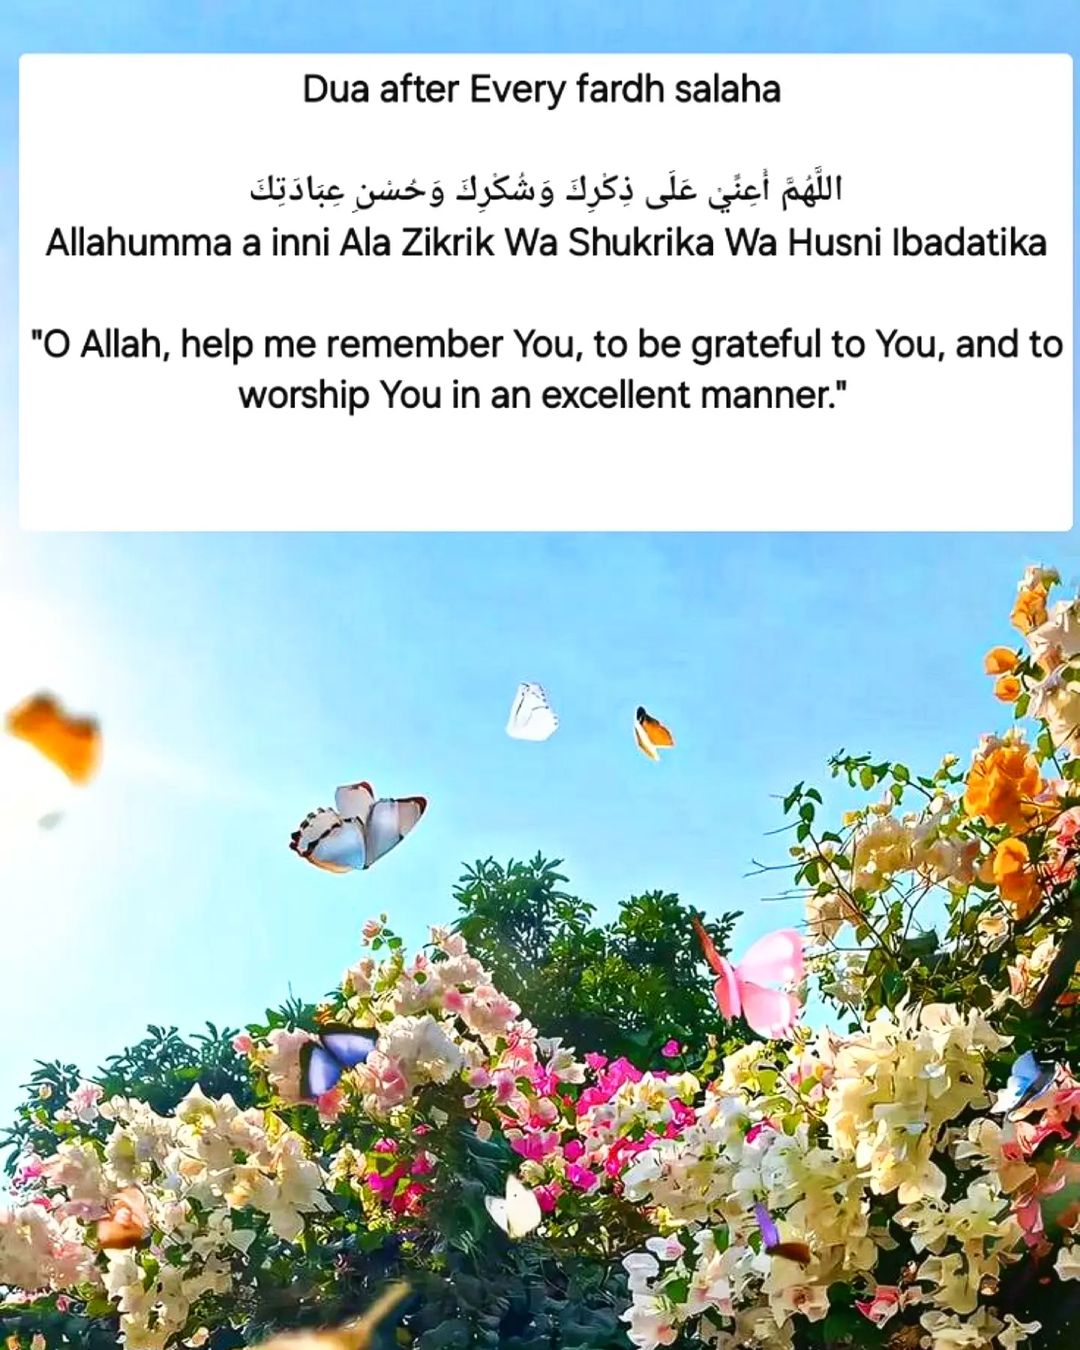 Dua after Every fardh salaha
اللَّهُمَّ أَعِنِّيْ عَلَى ذِكْرِكَ وَشُكْرِكَ وَحُسْنِ عِبَادَتِكَ
Allahumma a inni Ala Zikrik Wa Shukrika Wa Husni Ibadatika
"O Allah, help me remember You, to be grateful to You, and to
worship You in an excellent manner."